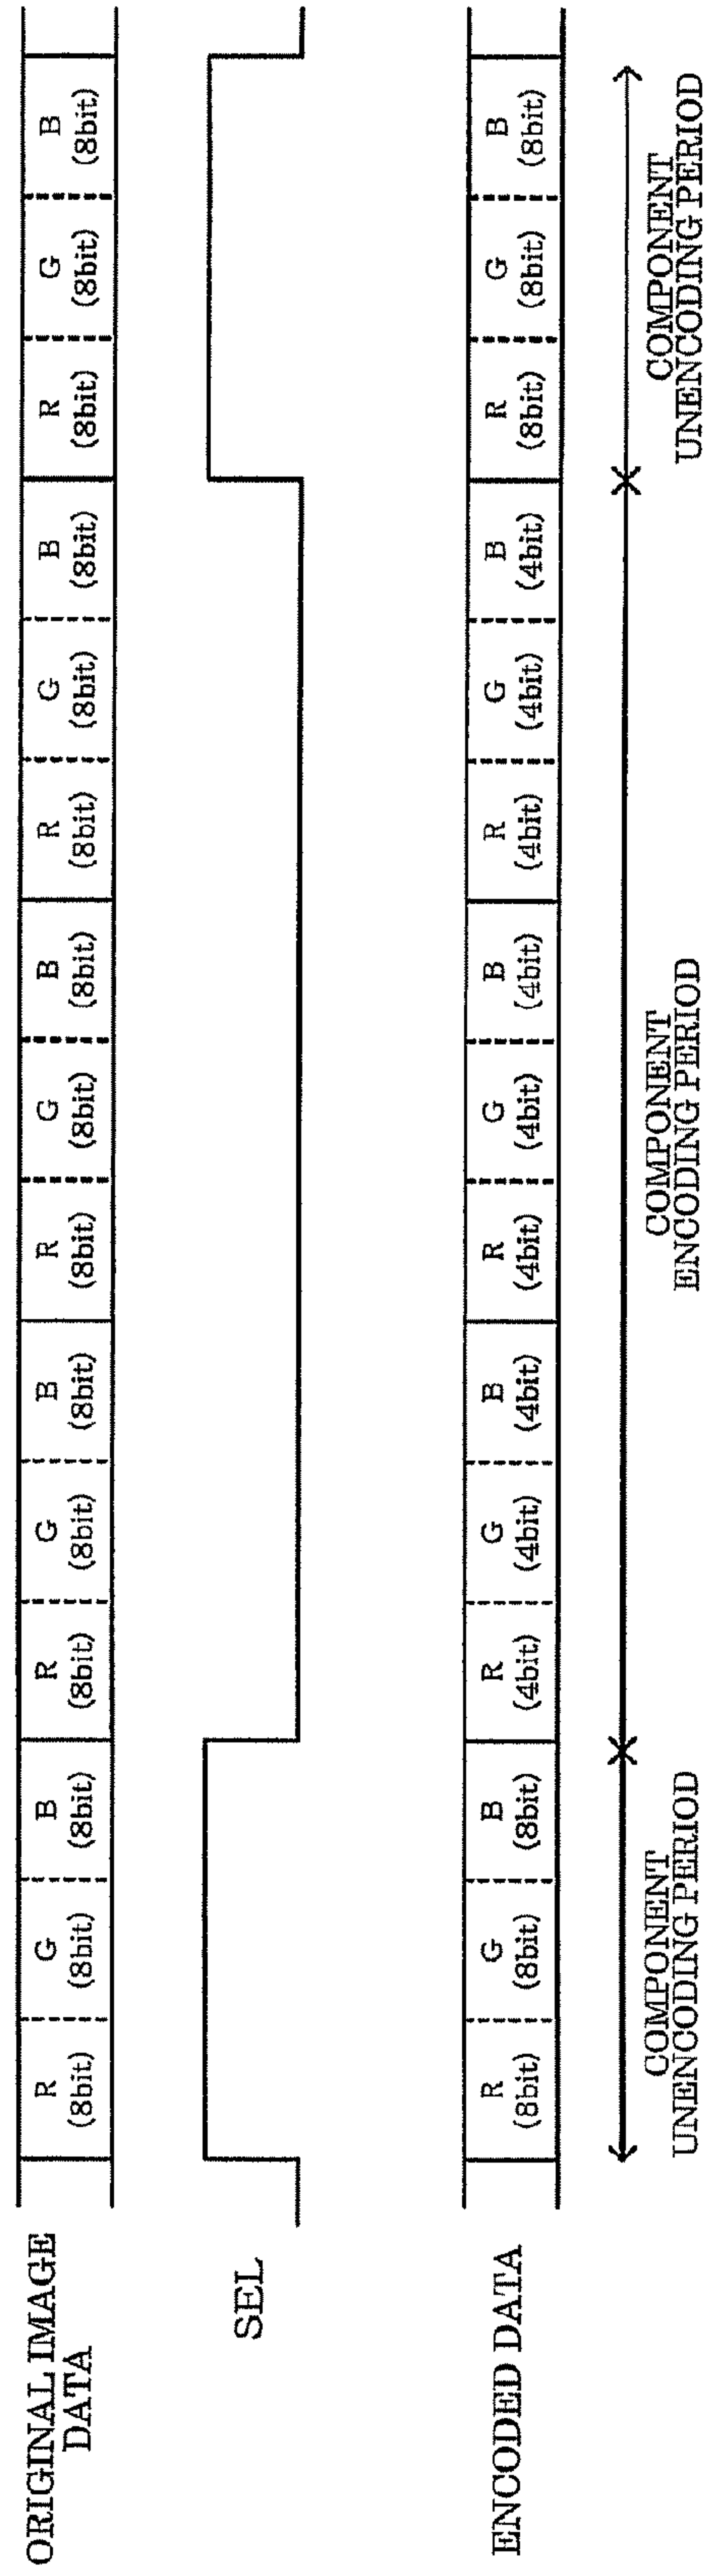 ORIGINAL IMAGE
DATA
R
(8bit)
G
(8bit)
B
(8bit)
R
(8bit)
G
(8bit)
B
(8bit)
R
(8bit)
G
(8bit)
B
(8bit)
R
(8bit)
G
(8bit)
B
(8bit)
R
(8bit)
G
(8bit)
B
(8bit)
SEL
ENCODED DATA
R
(8bit)
G
(8bit)
B
(8bit)
R
(4bit)
G
(4bit)
B
(4bit)
R
(4bit)
G
(4bit)
B
(4bit)
R
(4bit)
G
(4bit)
B
(4bit)
R
(8bit)
G
(8bit)
B
(8bit)
COMPONENT
UNENCODING PERIOD
COMPONENT
ENCODING PERIOD
COMPONENT
UNENCODING PERIOD